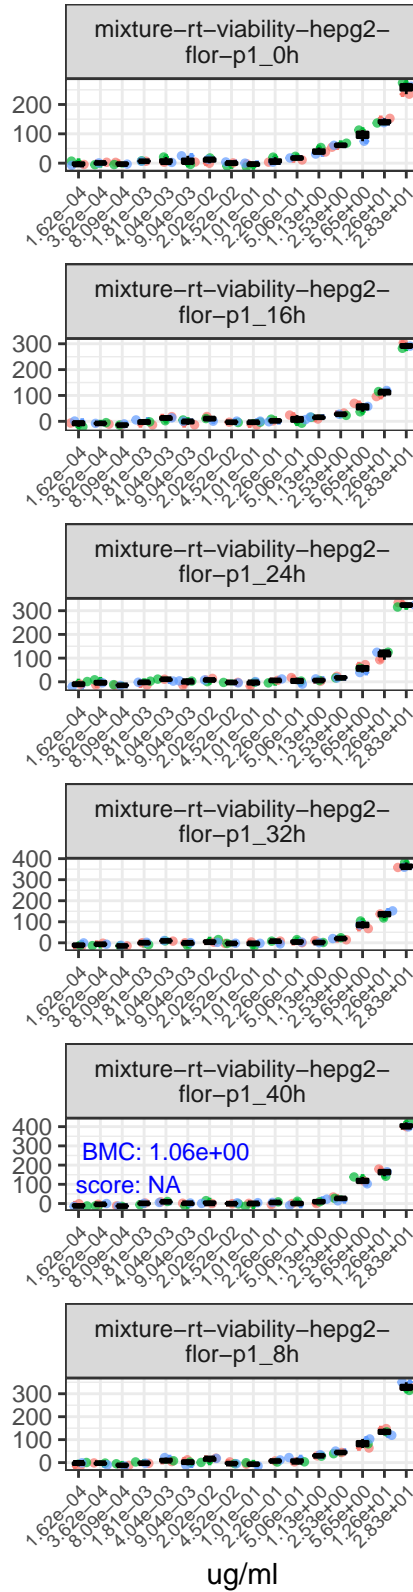 mixture−rt−viability−hepg2−
flor−p1_0h
200
100
0
1.62e−04
3.62e−04
8.09e−04
1.81e−03
4.04e−03
9.04e−03
2.02e−02
4.52e−02
1.01e−01
2.26e−01
5.06e−01
1.13e+00
2.53e+00
5.65e+00
1.26e+01
2.83e+01
mixture−rt−viability−hepg2−
flor−p1_16h
300
200
100
0
1.62e−04
3.62e−04
8.09e−04
1.81e−03
4.04e−03
9.04e−03
2.02e−02
4.52e−02
1.01e−01
2.26e−01
5.06e−01
1.13e+00
2.53e+00
5.65e+00
1.26e+01
2.83e+01
mixture−rt−viability−hepg2−
flor−p1_24h
300
200
100
0
1.62e−04
3.62e−04
8.09e−04
1.81e−03
4.04e−03
9.04e−03
2.02e−02
4.52e−02
1.01e−01
2.26e−01
5.06e−01
1.13e+00
2.53e+00
5.65e+00
1.26e+01
2.83e+01
mixture−rt−viability−hepg2−
flor−p1_32h
400
300
200
100
0
1.62e−04
3.62e−04
8.09e−04
1.81e−03
4.04e−03
9.04e−03
2.02e−02
4.52e−02
1.01e−01
2.26e−01
5.06e−01
1.13e+00
2.53e+00
5.65e+00
1.26e+01
2.83e+01
mixture−rt−viability−hepg2−
flor−p1_40h
400
300
200
100
0
BMC: 1.06e+00
score: NA
1.62e−04
3.62e−04
8.09e−04
1.81e−03
4.04e−03
9.04e−03
2.02e−02
4.52e−02
1.01e−01
2.26e−01
5.06e−01
1.13e+00
2.53e+00
5.65e+00
1.26e+01
2.83e+01
mixture−rt−viability−hepg2−
flor−p1_8h
300
200
100
0
1.62e−04
3.62e−04
8.09e−04
1.81e−03
4.04e−03
9.04e−03
2.02e−02
4.52e−02
1.01e−01
2.26e−01
5.06e−01
1.13e+00
2.53e+00
5.65e+00
1.26e+01
2.83e+01
ug/ml